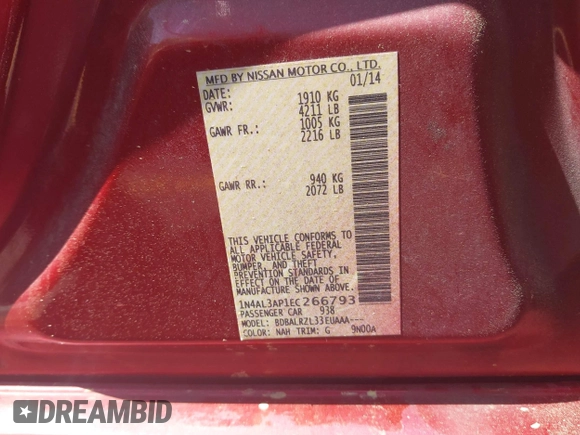 MFD BY NISSAN MOTOR CO., LTD.
DATE: 01/14
GVWR: 1910 KG
4211 LB
GAWR FR.: 1005 KG
2216 LB
GAWR RR.: 940 KG
2072 LB
THIS VEHICLE CONFORMS TO
ALL APPLICABLE FEDERAL
MOTOR VEHICLE SAFETY,
BUMPER, AND THEFT
PREVENTION STANDARDS IN
EFFECT ON THE DATE OF
MANUFACTURE SHOWN ABOVE.
1N4AL3AP1EC266793
PASSENGER CAR 938
MODEL: BDBALRZL33EUAAA---
COLOR: NAH TRIM: G 9N00A
DREAMBID